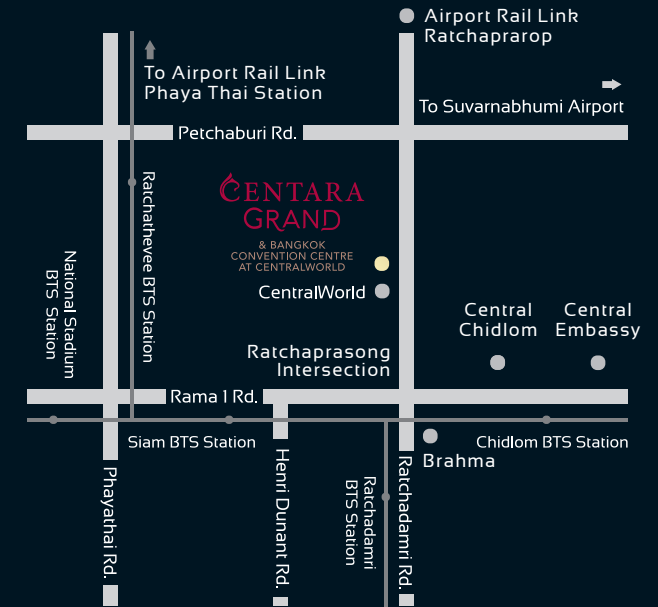 Airport Rail Link
Ratchaprarop
To Airport Rail Link
Phaya Thai Station
To Suvarnabhumi Airport
Petchaburi Rd.
Ratchathevee BTS Station
CENTARA
GRAND
& BANGKOK
CONVENTION CENTRE
AT CENTRALWORLD
CentralWorld
National Stadium
BTS Station
Central
Chidlom
Central
Embassy
Ratchaprasong
Intersection
Rama 1 Rd.
Siam BTS Station
Chidlom BTS Station
Brahma
Phayathai Rd.
Henri Dunant Rd.
Ratchadamri
BTS Station
Ratchadamri Rd.